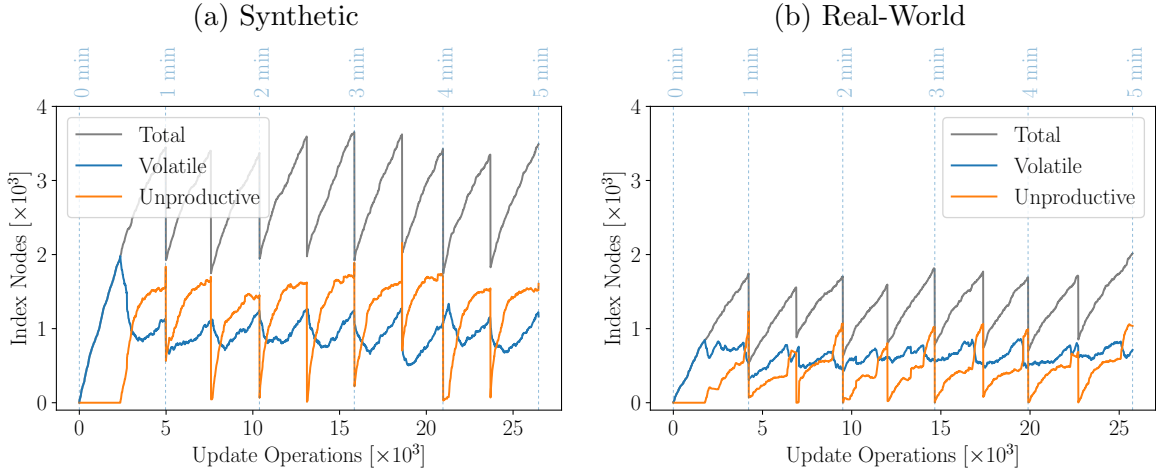 (a) Synthetic
0 min
1 min
2 min
3 min
4 min
5 min
Index Nodes [×10³]
4
3
2
1
0
Total
Volatile
Unproductive
0
5
10
15
20
25
Update Operations [×10³]
(b) Real-World
0 min
1 min
2 min
3 min
4 min
5 min
Index Nodes [×10³]
4
3
2
1
0
Total
Volatile
Unproductive
0
5
10
15
20
25
Update Operations [×10³]